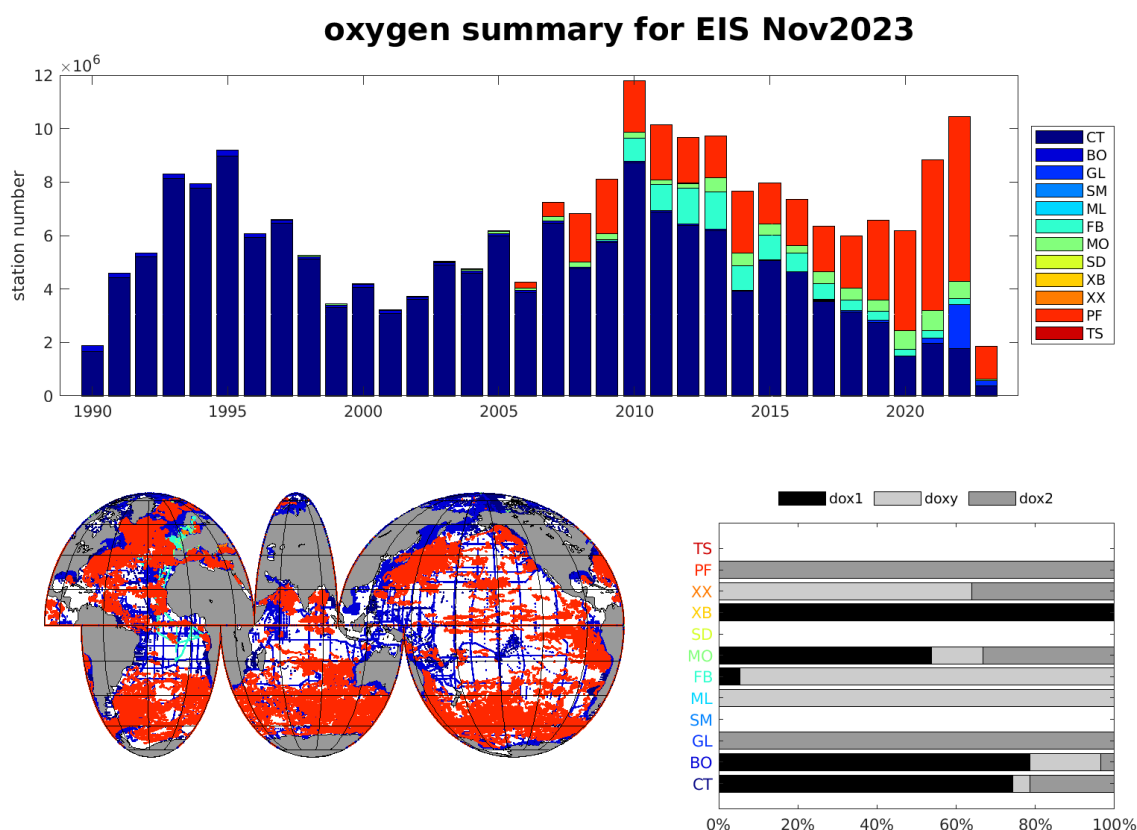 oxygen summary for EIS Nov2023
×10⁶
12
10
8
6
4
2
0
station number
1990
1995
2000
2005
2010
2015
2020
CT
BO
GL
SM
ML
FB
MO
SD
XB
XX
PF
TS
dox1
doxy
dox2
TS
PF
XX
XB
SD
MO
FB
ML
SM
GL
BO
CT
0%
20%
40%
60%
80%
100%